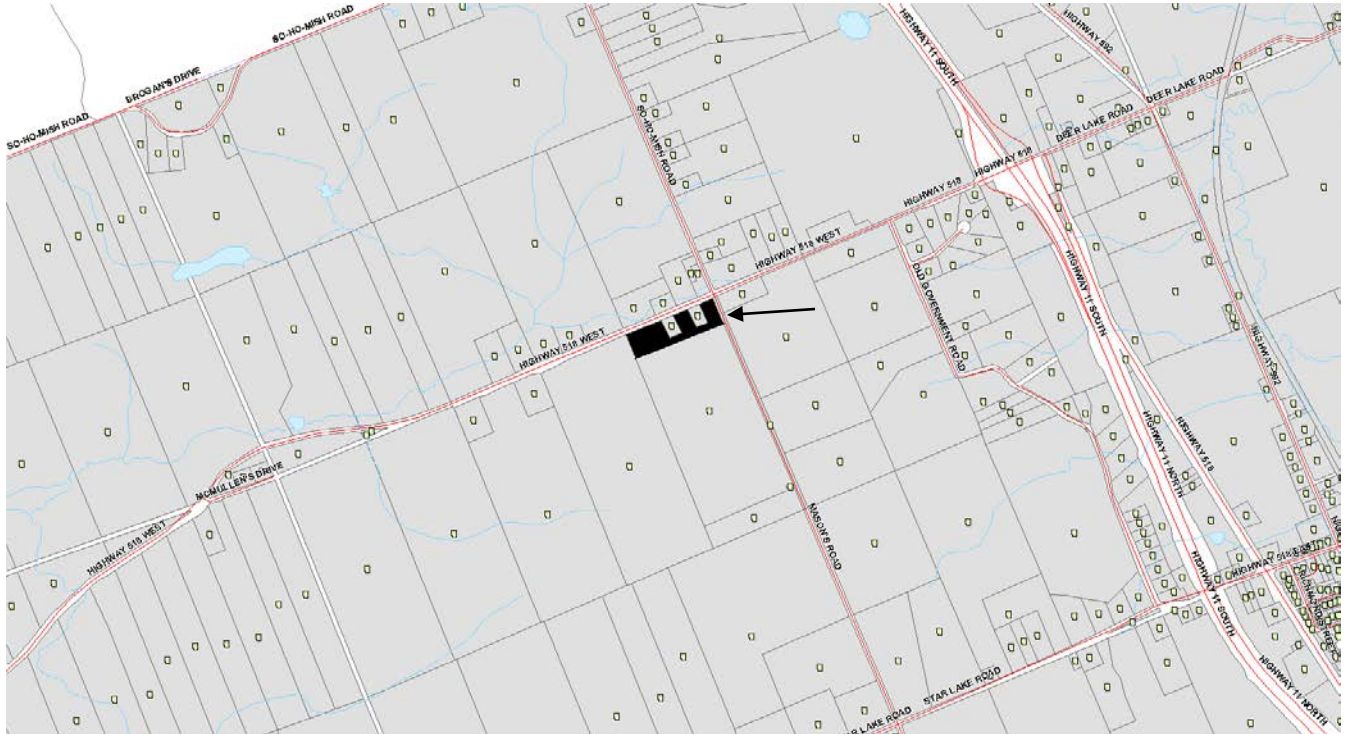 SO-HO-MISH ROAD
HIGHWAY 11 SOUTH
HIGHWAY 592
BROGAN'S DRIVE
DEER LAKE ROAD
SO-HO-MISH ROAD
SO-HO-MISH ROAD
DEER LAKE ROAD
HIGHWAY 518
HIGHWAY 518
HIGHWAY 518 WEST
HIGHWAY 11 SOUTH
OLD GOVERNMENT ROAD
HIGHWAY 518 WEST
HIGHWAY 592
HIGHWAY 518
HIGHWAY 11 NORTH
MCMULLEN'S DRIVE
MASON'S ROAD
HIGHWAY 518 WEST
HIGHWAY 518 EAST
HIGHWAY 11 SOUTH
STAR LAKE ROAD
HIGHWAY 11 NORTH
LAKE ROAD